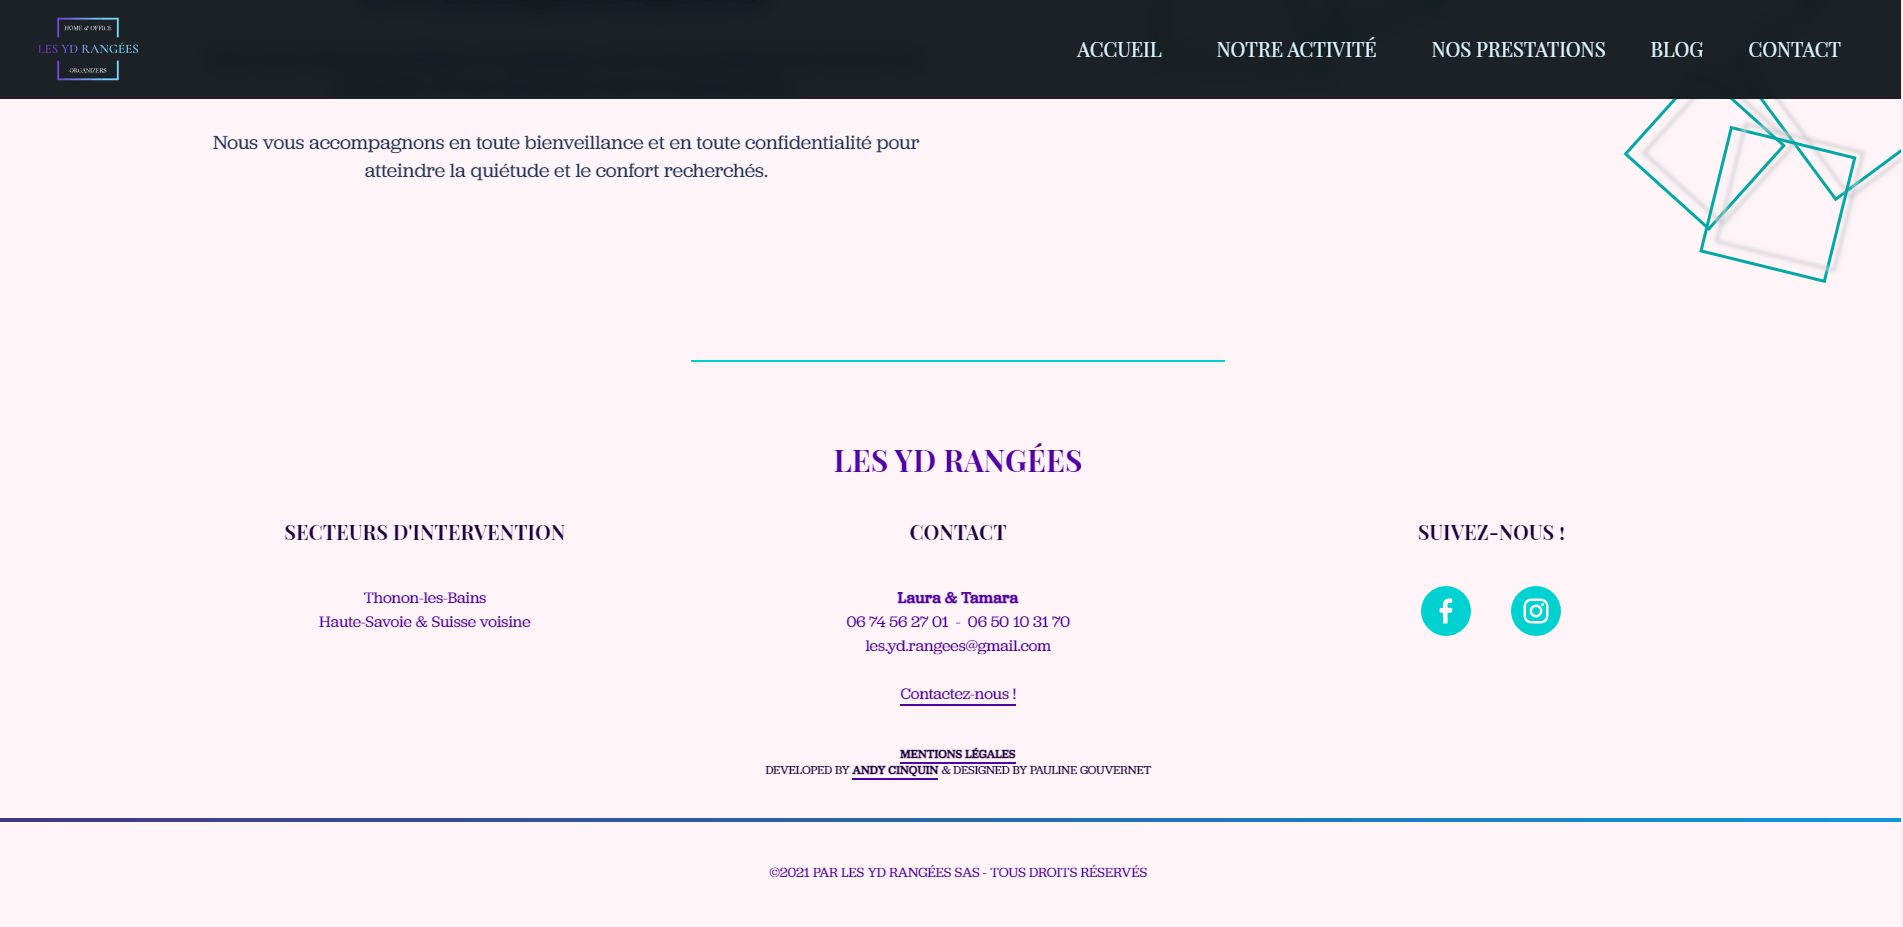 HOME & OFFICE
LES YD RANGÉES
ORGANIZERS
ACCUEIL
NOTRE ACTIVITÉ
NOS PRESTATIONS
BLOG
CONTACT
Nous vous accompagnons en toute bienveillance et en toute confidentialité pour
atteindre la quiétude et le confort recherchés.
LES YD RANGÉES
SECTEURS D'INTERVENTION
Thonon-les-Bains
Haute-Savoie & Suisse voisine
CONTACT
Laura & Tamara
06 74 56 27 01 - 06 50 10 31 70
les.yd.rangees@gmail.com
Contactez-nous !
SUIVEZ-NOUS !
MENTIONS LÉGALES
DEVELOPED BY ANDY CINQUIN & DESIGNED BY PAULINE GOUVERNET
©2021 PAR LES YD RANGÉES SAS - TOUS DROITS RÉSERVÉS